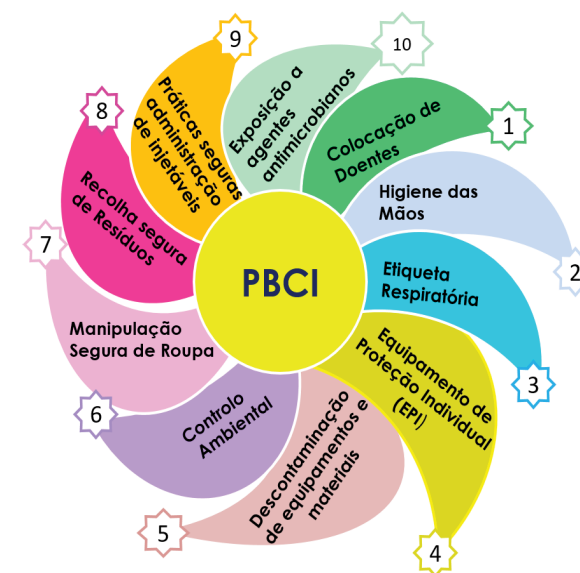 PBCI
1
Colocação de
Doentes
2
Higiene das
Mãos
3
Etiqueta
Respiratória
4
Equipamento de
Proteção Individual
(EPI)
5
Descontaminação
de equipamentos e
materiais
6
Controlo
Ambiental
7
Manipulação
Segura de Roupa
8
Recolha segura
de Resíduos
9
Práticas seguras
administração
de injetáveis
10
Exposição a
agentes
antimicrobianos